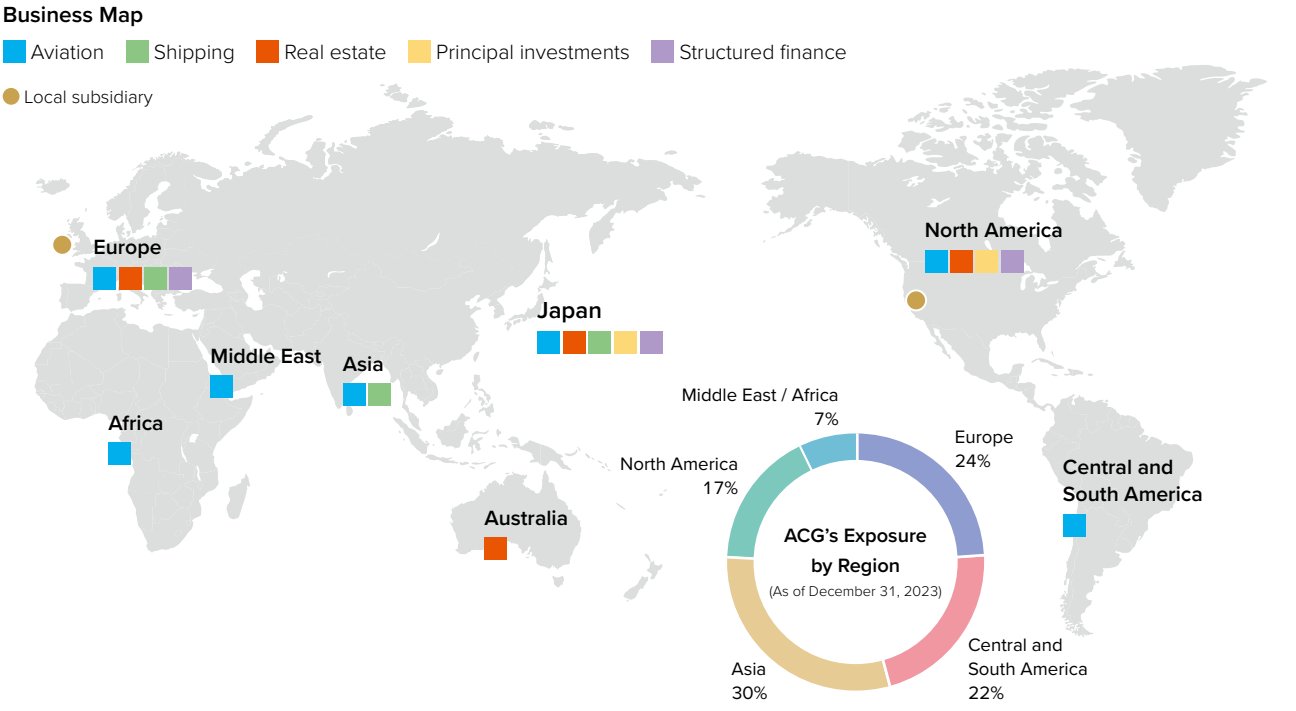 Business Map
Aviation
Shipping
Real estate
Principal investments
Structured finance
Local subsidiary
Europe
North America
Japan
Middle East
Asia
Africa
Australia
Central and
South America
Middle East / Africa
7%
Europe
24%
North America
17%
ACG’s Exposure
by Region
(As of December 31, 2023)
Central and
South America
22%
Asia
30%